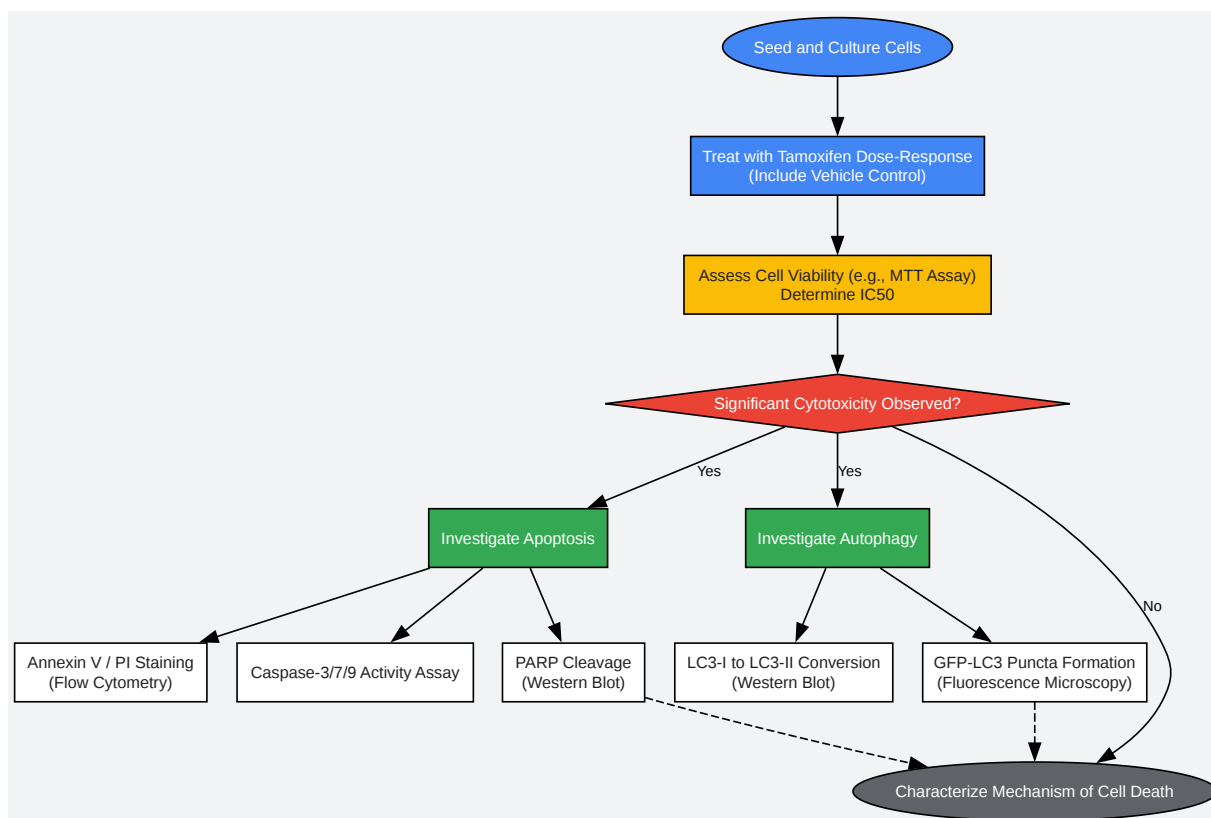 Seed and Culture Cells
Treat with Tamoxifen Dose-Response
(Include Vehicle Control)
Assess Cell Viability (e.g., MTT Assay)
Determine IC50
Significant Cytotoxicity Observed?
Yes
Yes
Investigate Apoptosis
Investigate Autophagy
No
Annexin V / PI Staining
(Flow Cytometry)
Caspase-3/7/9 Activity Assay
PARP Cleavage
(Western Blot)
LC3-I to LC3-II Conversion
(Western Blot)
GFP-LC3 Puncta Formation
(Fluorescence Microscopy)
Characterize Mechanism of Cell Death